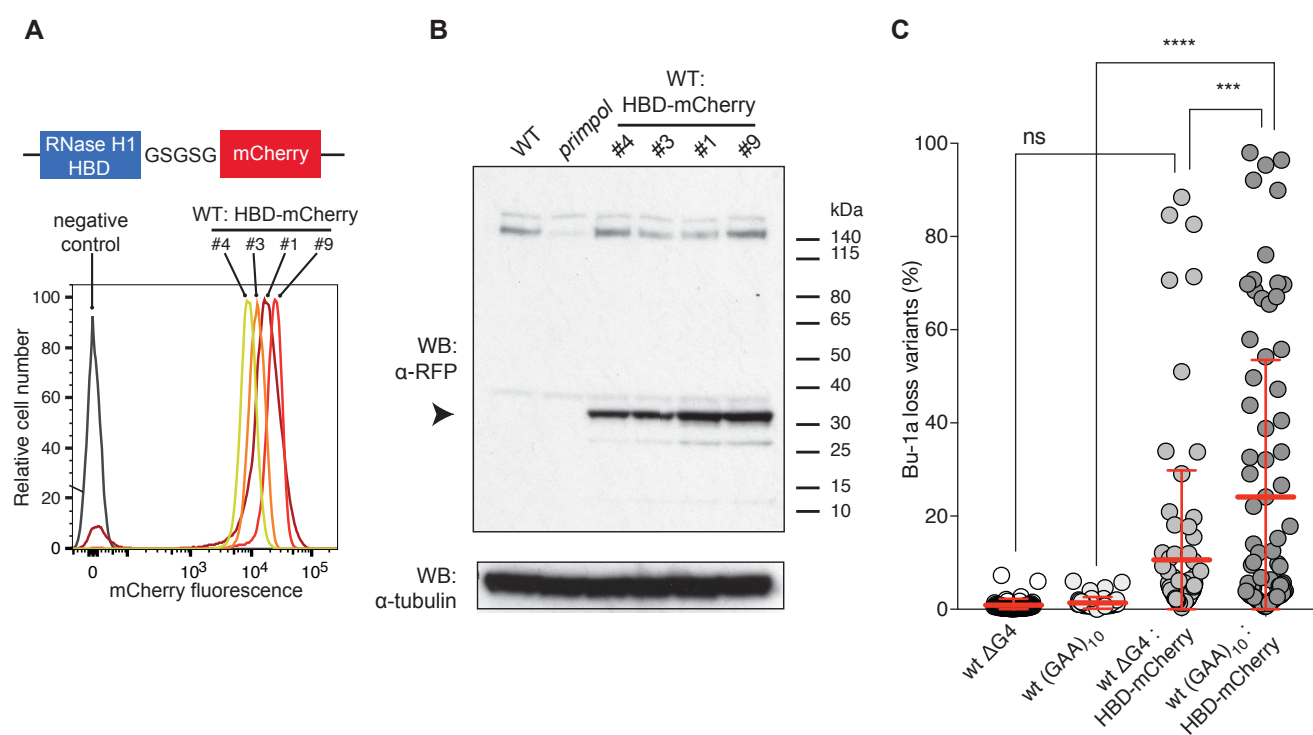 A
RNase H1
HBD
GSGSG
mCherry
negative
control
WT: HBD-mCherry
#4 #3 #1 #9
Relative cell number
100
80
60
40
20
0
0 10³ 10⁴ 10⁵
mCherry fluorescence
B
WT:
HBD-mCherry
WT
primpol
#4
#3
#1
#9
WB:
α-RFP
kDa
140
115
80
65
50
40
30
25
15
10
WB:
α-tubulin
C
****
***
ns
Bu-1a loss variants (%)
100
80
60
40
20
0
wt ΔG4
wt (GAA)₁₀
wt ΔG4 :
HBD-mCherry
wt (GAA)₁₀ :
HBD-mCherry